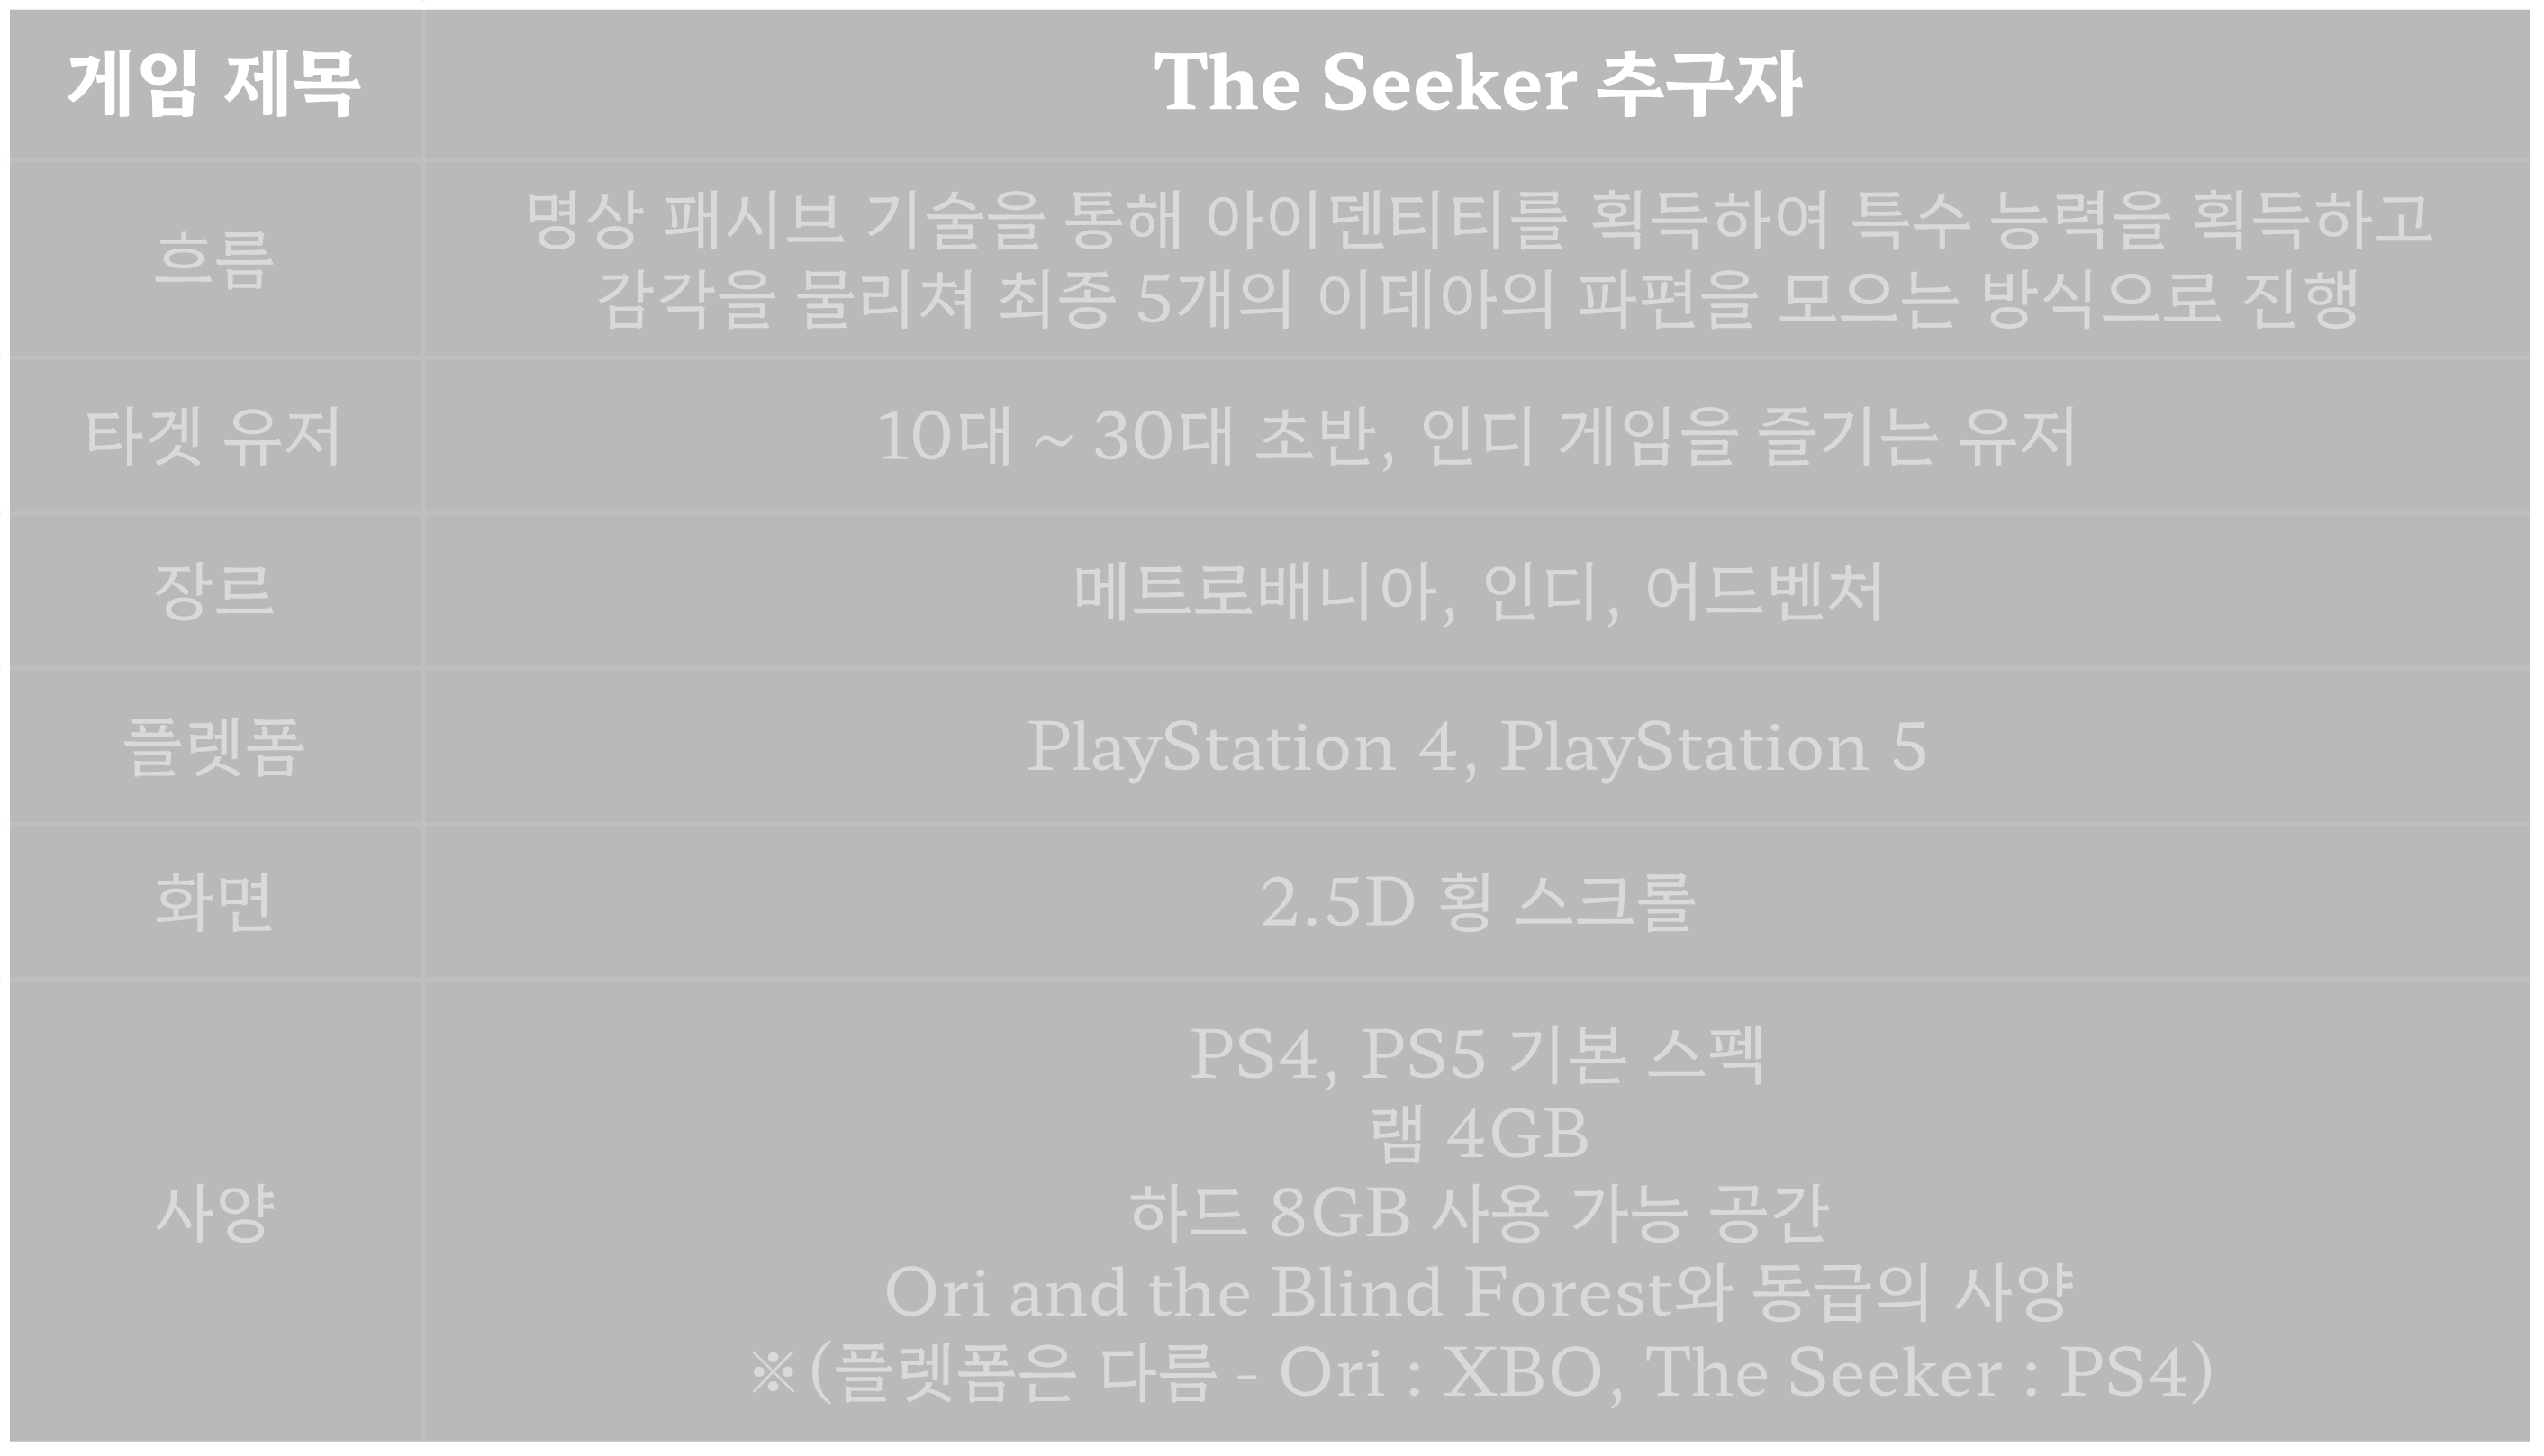 게임 제목
The Seeker 추구자
흐름
명상 패시브 기술을 통해 아이덴티티를 획득하여 특수 능력을 획득하고
감각을 물리쳐 최종 5개의 이데아의 파편을 모으는 방식으로 진행
타겟 유저
10대 ~ 30대 초반, 인디 게임을 즐기는 유저
장르
메트로배니아, 인디, 어드벤처
플렛폼
PlayStation 4, PlayStation 5
화면
2.5D 횡 스크롤
사양
PS4, PS5 기본 스펙
램 4GB
하드 8GB 사용 가능 공간
Ori and the Blind Forest와 동급의 사양
※(플렛폼은 다름 - Ori : XBO, The Seeker : PS4)